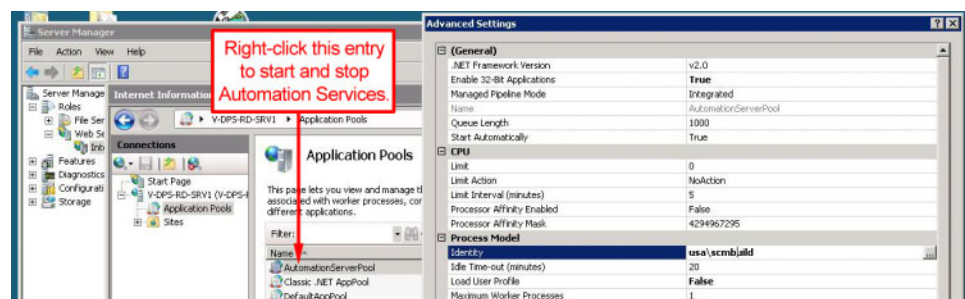 Server Manager
File Action View Help
Server Manage
Roles
File Ser
Web Se
Features
Diagnostics
Configurati
Storage
Right-click this entry
to start and stop
Automation Services.
Internet Informatio
V-DPS-RD-SRV1 Application Pools
Connections
Start Page
V-DPS-RD-SRV1 (V-DPS-
Application Pools
Sites
Application Pools
This page lets you view and manage t
associated with worker processes, cor
different applications.
Filter:
Name
AutomationServerPool
Classic .NET AppPool
DefaultAppPool
Advanced Settings
(General)
.NET Framework Version v2.0
Enable 32-Bit Applications True
Managed Pipeline Mode Integrated
Name AutomationServerPool
Queue Length 1000
Start Automatically True
CPU
Limit 0
Limit Action NoAction
Limit Interval (minutes) 5
Processor Affinity Enabled False
Processor Affinity Mask 4294967295
Process Model
Identity usa\scmbuild
Idle Time-out (minutes) 20
Load User Profile False
Maximum Worker Processes 1